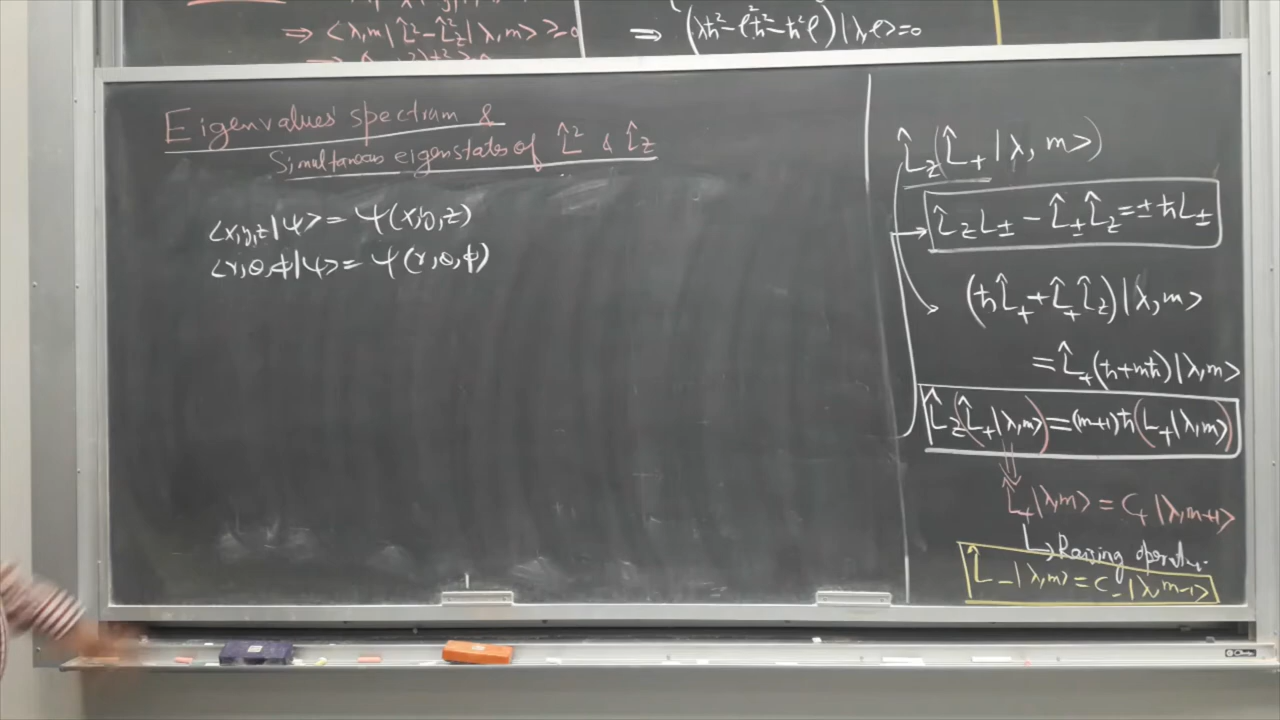 ⇒ <λ,m|L̂²-L̂z²|λ,m> ≥0
⇒ (λħ²-ℓ²ħ²-ħ²ℓ)|λ,ℓ>=0
Eigenvalues' spectrum &
Simultaneous eigenstates of L̂² & L̂z
<x,y,z|ψ> = ψ(x,y,z)
<r,θ,ϕ|ψ> = ψ(r,θ,ϕ)
L̂z(L̂+|λ,m>)
L̂zL± - L̂±L̂z = ±ħL±
(ħL̂+ + L̂+L̂z)|λ,m>
= L̂+(ħ+mħ)|λ,m>
L̂z(L̂+|λ,m>) = (m+1)ħ(L+|λ,m>)
L̂+|λ,m> = C+|λ,m+1>
↳ Raising operator
L̂-|λ,m> = C-|λ,m-1>